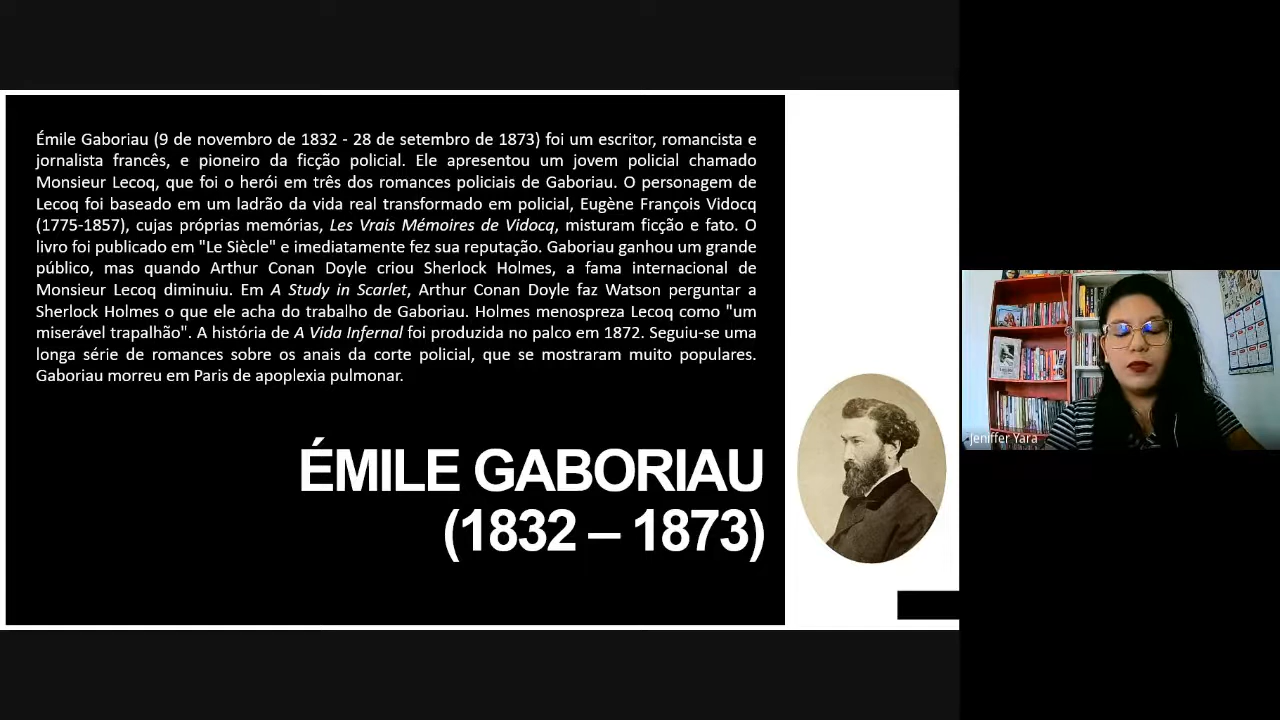 Émile Gaboriau (9 de novembro de 1832 - 28 de setembro de 1873) foi um escritor, romancista e
jornalista francês, e pioneiro da ficção policial. Ele apresentou um jovem policial chamado
Monsieur Lecoq, que foi o herói em três dos romances policiais de Gaboriau. O personagem de
Lecoq foi baseado em um ladrão da vida real transformado em policial, Eugène François Vidocq
(1775-1857), cujas próprias memórias, Les Vrais Mémoires de Vidocq, misturam ficção e fato. O
livro foi publicado em "Le Siècle" e imediatamente fez sua reputação. Gaboriau ganhou um grande
público, mas quando Arthur Conan Doyle criou Sherlock Holmes, a fama internacional de
Monsieur Lecoq diminuiu. Em A Study in Scarlet, Arthur Conan Doyle faz Watson perguntar a
Sherlock Holmes o que ele acha do trabalho de Gaboriau. Holmes menospreza Lecoq como "um
miserável trapalhão". A história de A Vida Infernal foi produzida no palco em 1872. Seguiu-se uma
longa série de romances sobre os anais da corte policial, que se mostraram muito populares.
Gaboriau morreu em Paris de apoplexia pulmonar.
ÉMILE GABORIAU
(1832 – 1873)
Jeniffer Yara